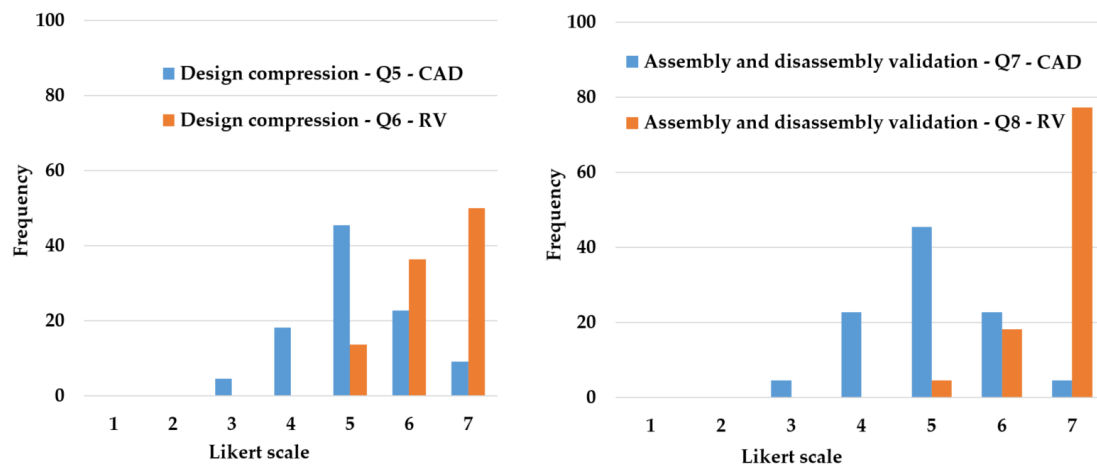 100
80
60
40
20
0
Frequency
Design compression - Q5 - CAD
Design compression - Q6 - RV
1 2 3 4 5 6 7
Likert scale
100
80
60
40
20
0
Frequency
Assembly and disassembly validation - Q7 - CAD
Assembly and disassembly validation - Q8 - RV
1 2 3 4 5 6 7
Likert scale